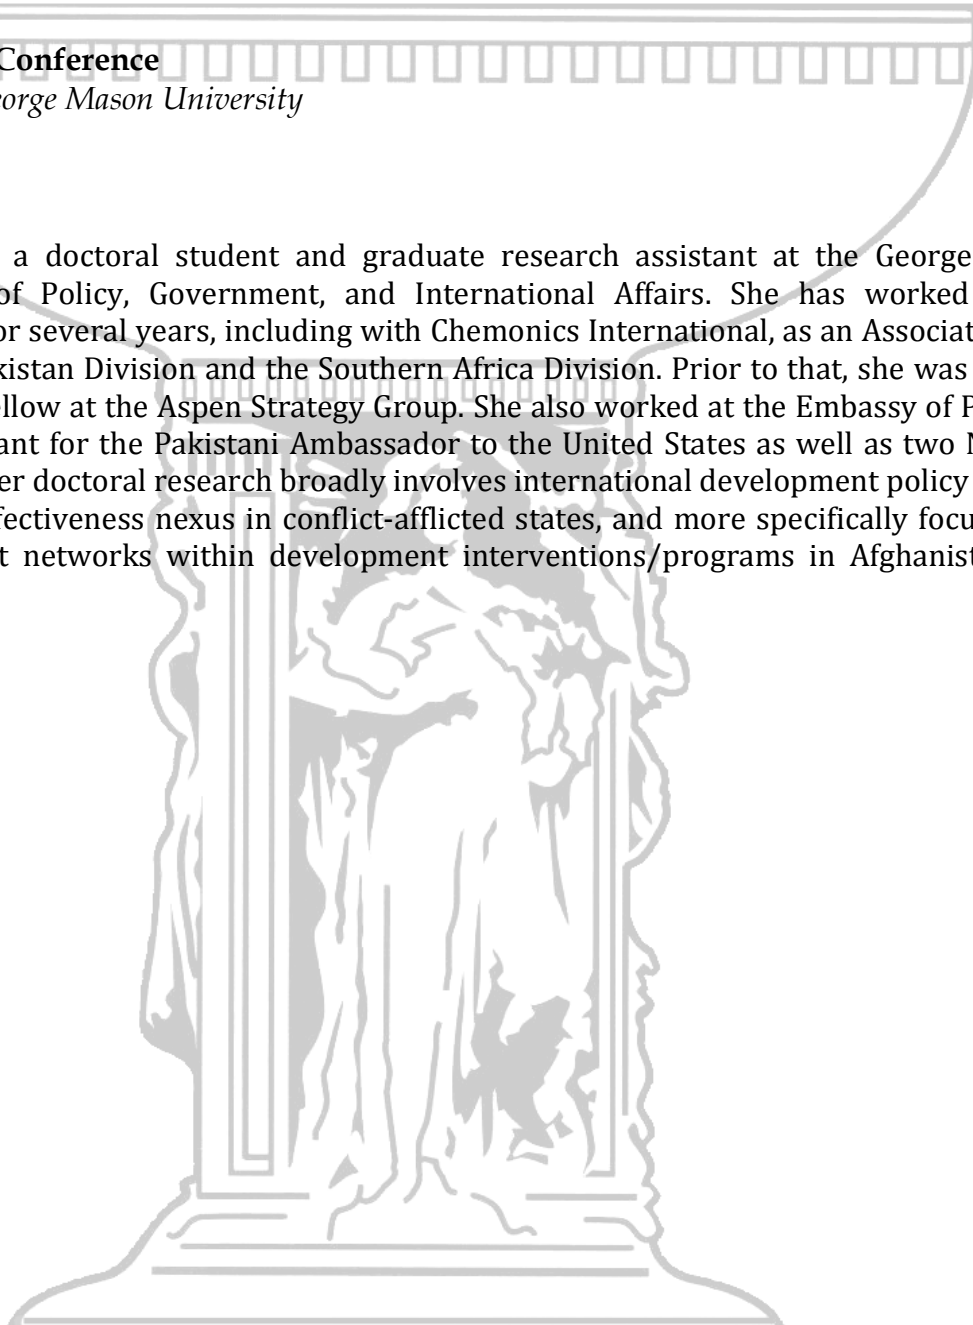 Conference
orge Mason University
a doctoral student and graduate research assistant at the George
of Policy, Government, and International Affairs. She has worked
or several years, including with Chemonics International, as an Associat
kistan Division and the Southern Africa Division. Prior to that, she was
ellow at the Aspen Strategy Group. She also worked at the Embassy of P
ant for the Pakistani Ambassador to the United States as well as two N
er doctoral research broadly involves international development policy
fectiveness nexus in conflict-afflicted states, and more specifically focu
t networks within development interventions/programs in Afghanist